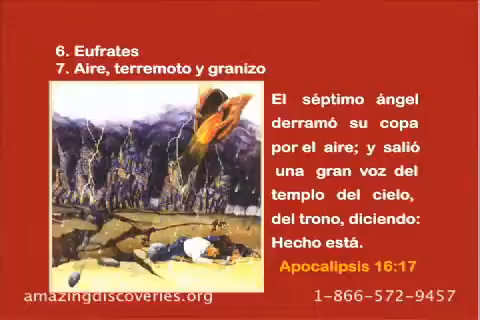 6. Eufrates
7. Aire, terremoto y granizo
El séptimo ángel
derramó su copa
por el aire; y salió
una gran voz del
templo del cielo,
del trono, diciendo:
Hecho está.
Apocalipsis 16:17
amazingdiscoveries.org
1-866-572-9457